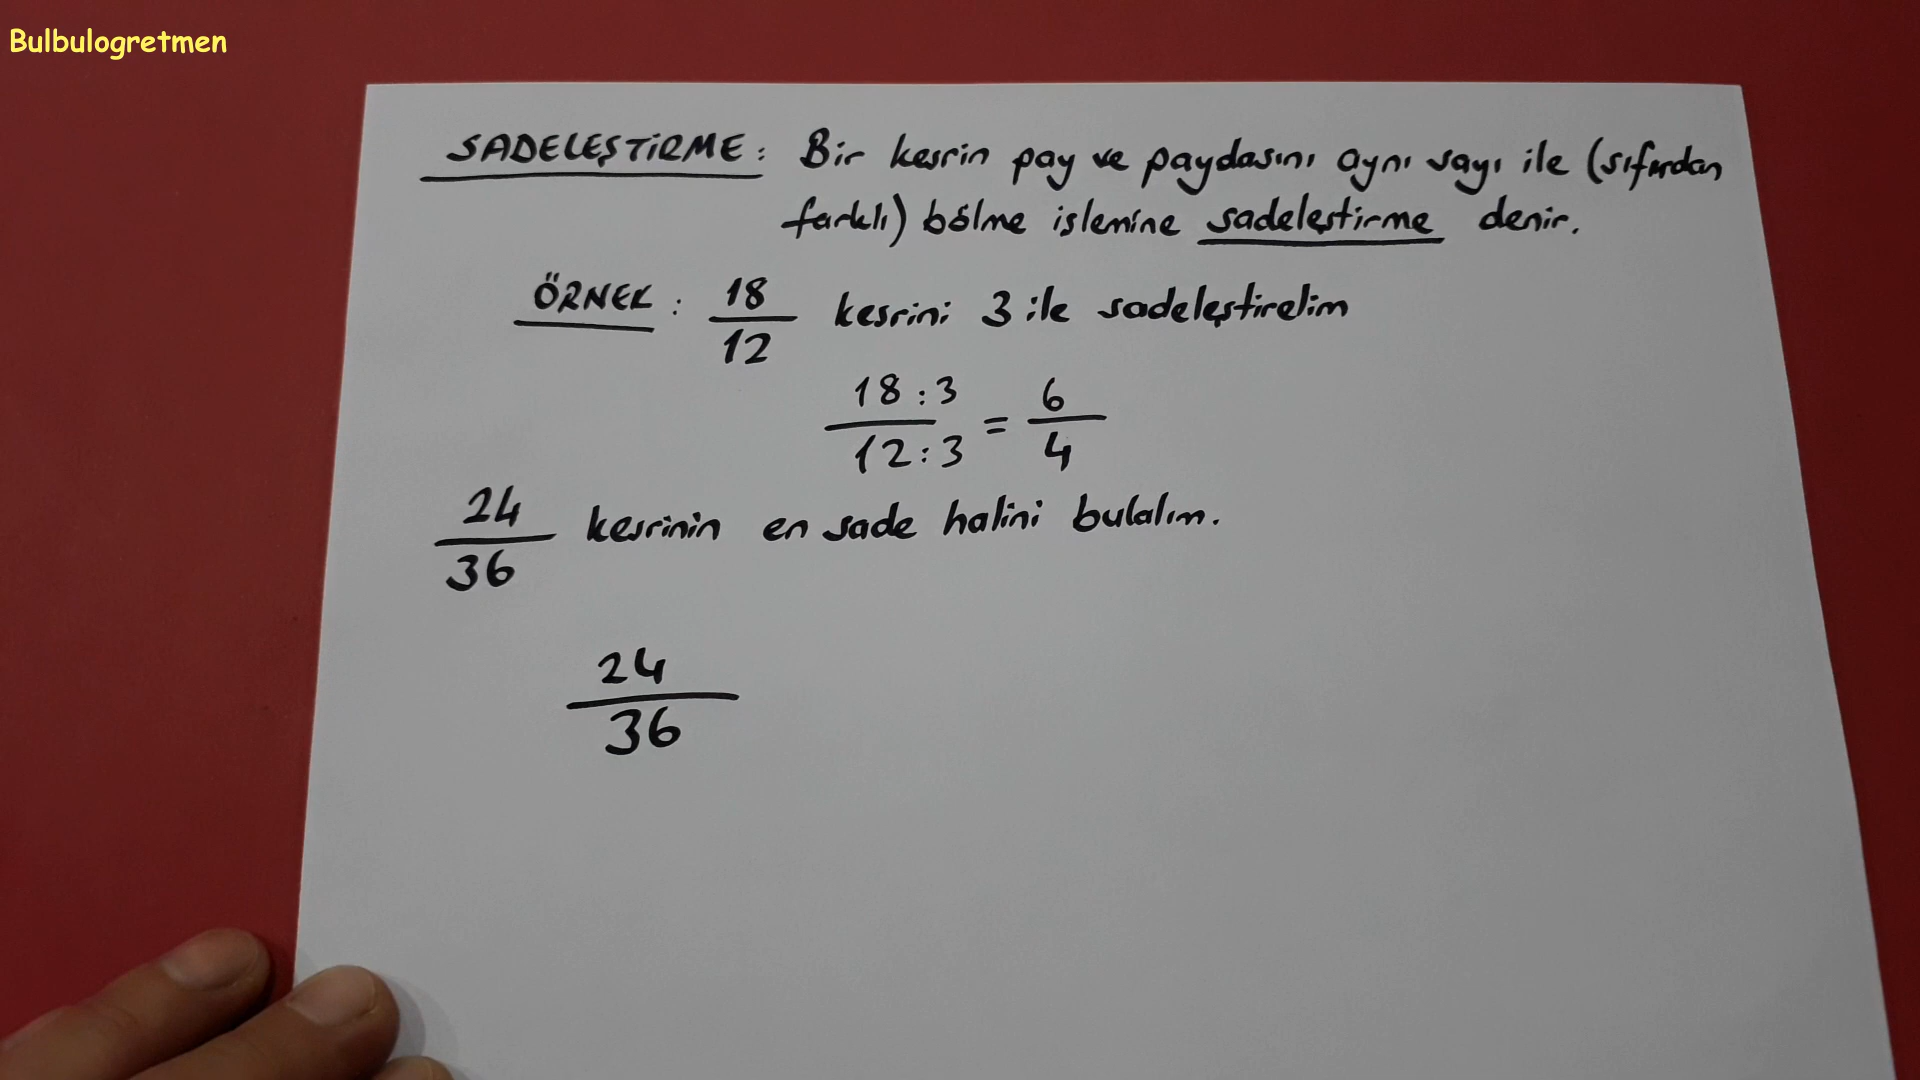 Bulbulogretmen
SADELEŞTİRME: Bir kesrin pay ve paydasını aynı sayı ile (sıfırdan
farklı) bölme işlemine sadeleştirme denir.
ÖRNEK : 18/12 kesrini 3 ile sadeleştirelim
18:3/12:3 = 6/4
24/36 kesrinin en sade halini bulalım.
24/36